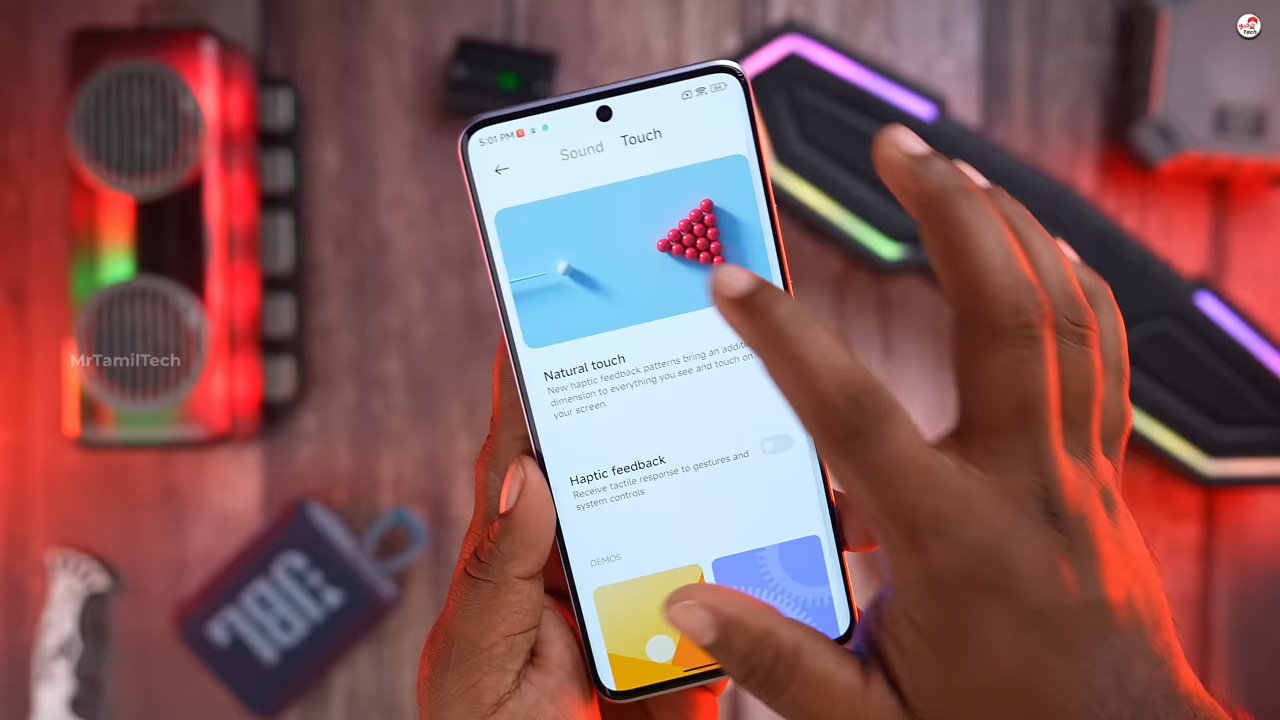 Tech
5:01 PM
Sound Touch
Natural touch
New haptic feedback patterns bring an additi
dimension to everything you see and touch on
your screen.
MrTamilTech
Haptic feedback
Receive tactile response to gestures and
system controls
DEMOS
JBL